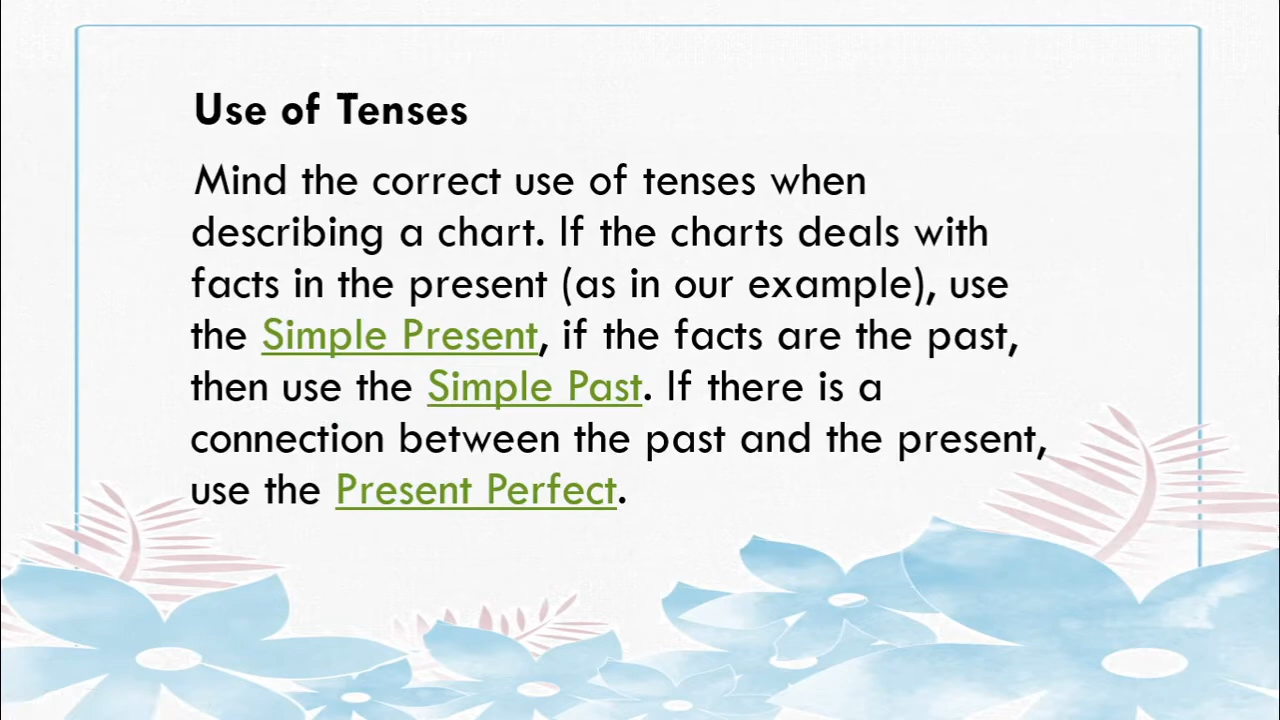 Use of Tenses
Mind the correct use of tenses when
describing a chart. If the charts deals with
facts in the present (as in our example), use
the Simple Present, if the facts are the past,
then use the Simple Past. If there is a
connection between the past and the present,
use the Present Perfect.